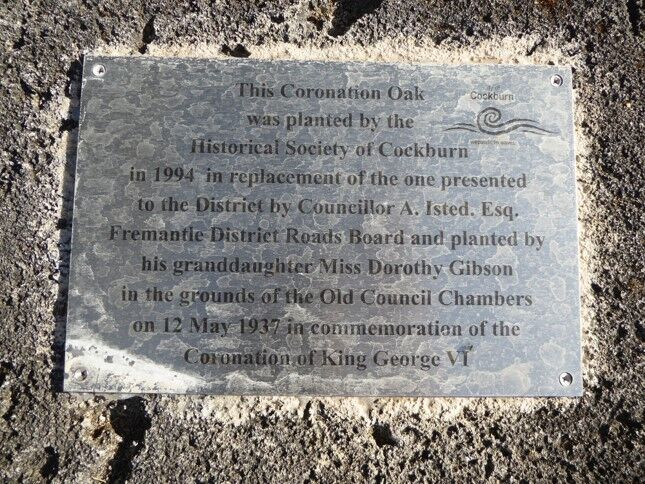 This Coronation Oak
was planted by the
Historical Society of Cockburn
in 1994 in replacement of the one presented
to the District by Councillor A. Isted. Esq.
Fremantle District Roads Board and planted by
his granddaughter Miss Dorothy Gibson
in the grounds of the Old Council Chambers
on 12 May 1937 in commemoration of the
Coronation of King George VI
Cockburn